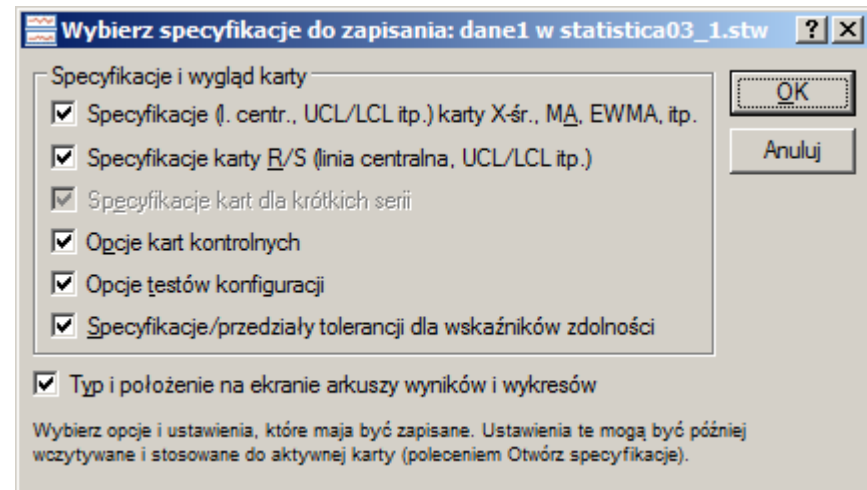 Wybierz specyfikacje do zapisania: dane1 w statistica03_1.stw
Specyfikacje i wygląd karty
Specyfikacje (l. centr., UCL/LCL itp.) karty X-śr., MA, EWMA, itp.
Specyfikacje karty R/S (linia centralna, UCL/LCL itp.)
Specyfikacje kart dla krótkich serii
Opcje kart kontrolnych
Opcje testów konfiguracji
Specyfikacje/przedziały tolerancji dla wskaźników zdolności
Typ i położenie na ekranie arkuszy wyników i wykresów
Wybierz opcje i ustawienia, które maja być zapisane. Ustawienia te mogą być później
wczytywane i stosowane do aktywnej karty (poleceniem Otwórz specyfikacje).
OK
Anuluj